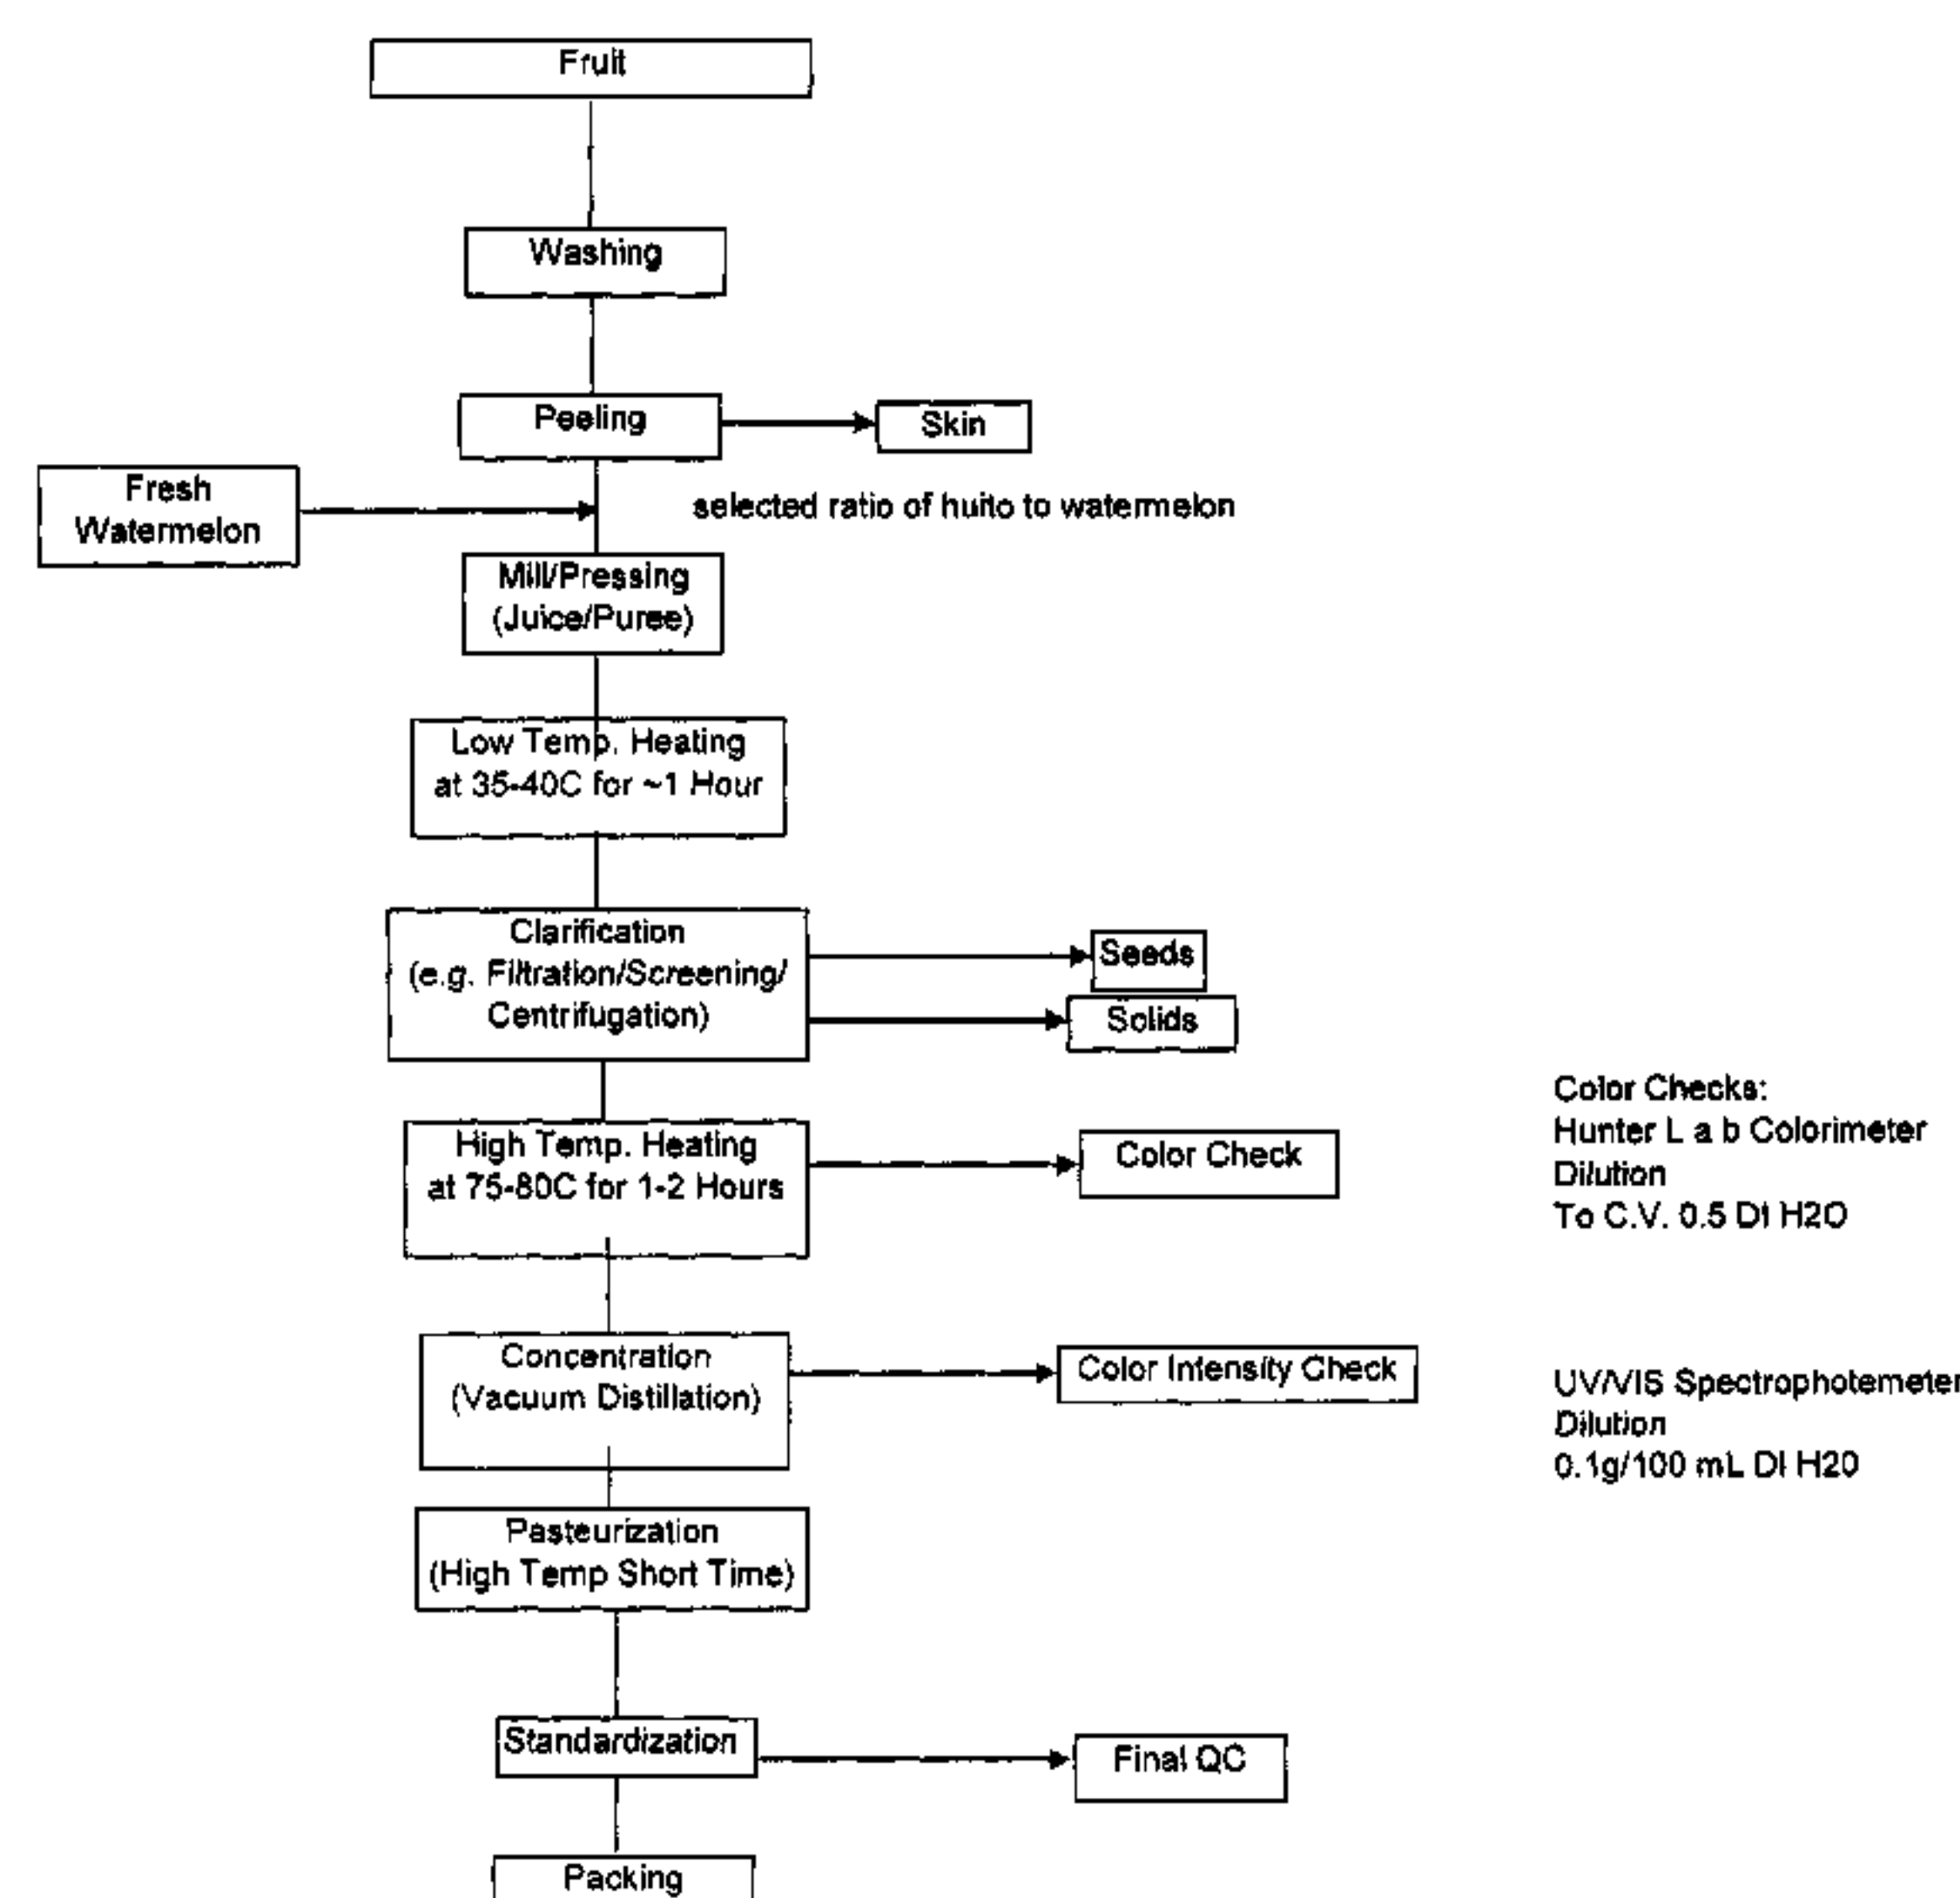 Fruit
Washing
Peeling
Skin
Fresh
Watermelon
selected ratio of huito to watermelon
Mill/Pressing
(Juice/Puree)
Low Temp. Heating
at 35-40C for ~1 Hour
Clarification
(e.g. Filtration/Screening/
Centrifugation)
Seeds
Solids
High Temp. Heating
at 75-80C for 1-2 Hours
Color Check
Color Checks:
Hunter L a b Colorimeter
Dilution
To C.V. 0.5 DI H2O
Concentration
(Vacuum Distillation)
Color Intensity Check
UV/VIS Spectrophotemeter
Dilution
0.1g/100 mL DI H20
Pasteurization
(High Temp Short Time)
Standardization
Final QC
Packing